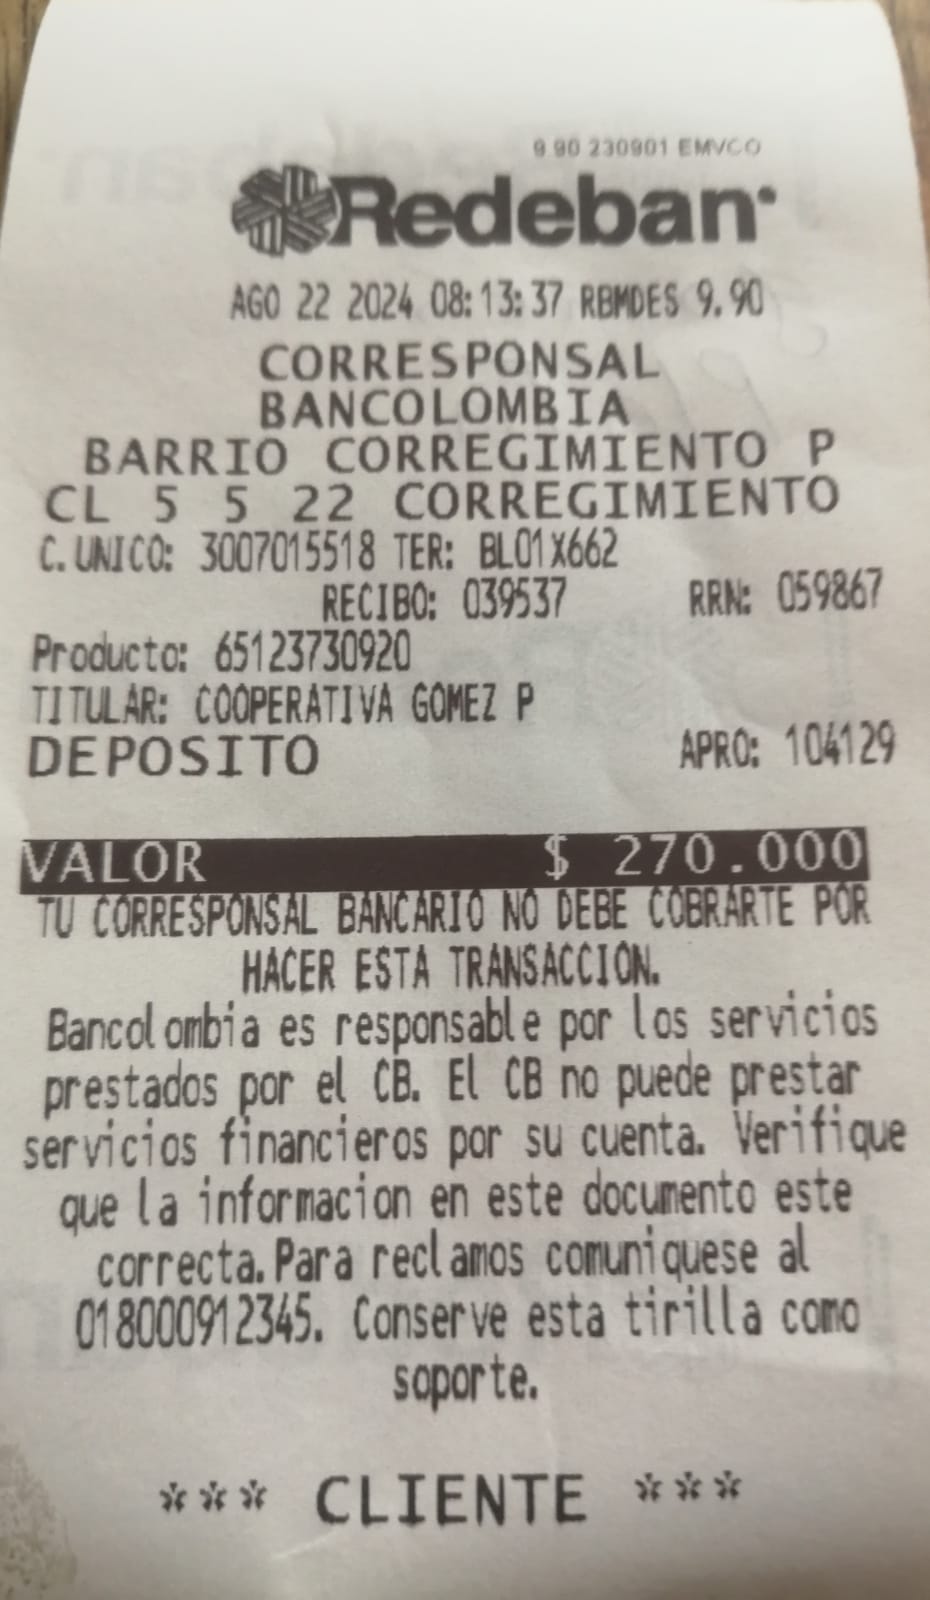 9 90 230901 EMVCO
Redeban
AGO 22 2024 08:13:37 RBMDES 9.90
CORRESPONSAL
BANCOLOMBIA
BARRIO CORREGIMIENTO P
CL 5 5 22 CORREGIMIENTO
C.UNICO: 3007015518 TER: BL01X662
RECIBO: 039537 RRN: 059867
Producto: 65123730920
TITULAR: COOPERATIVA GOMEZ P
DEPOSITO APRO: 104129
VALOR $ 270.000
TU CORRESPONSAL BANCARIO NO DEBE COBRARTE POR
HACER ESTA TRANSACCION.
Bancolombia es responsable por los servicios
prestados por el CB. El CB no puede prestar
servicios financieros por su cuenta. Verifique
que la informacion en este documento este
correcta.Para reclamos comuniquese al
018000912345. Conserve esta tirilla como
soporte.
*** CLIENTE ***